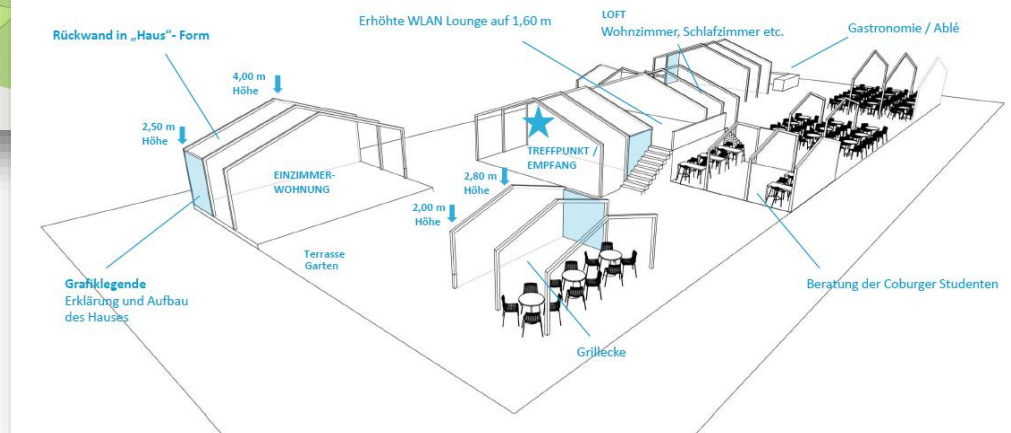 Erhöhte WLAN Lounge auf 1,60 m
LOFT
Wohnzimmer, Schlafzimmer etc.
Gastronomie / Ablé
Rückwand in „Haus“- Form
4,00 m
Höhe
2,50 m
Höhe
TREFFPUNKT /
EMPFANG
EINZIMMER-
WOHNUNG
2,80 m
Höhe
2,00 m
Höhe
Terrasse
Garten
Grafiklegende
Erklärung und Aufbau
des Hauses
Beratung der Coburger Studenten
Grillecke